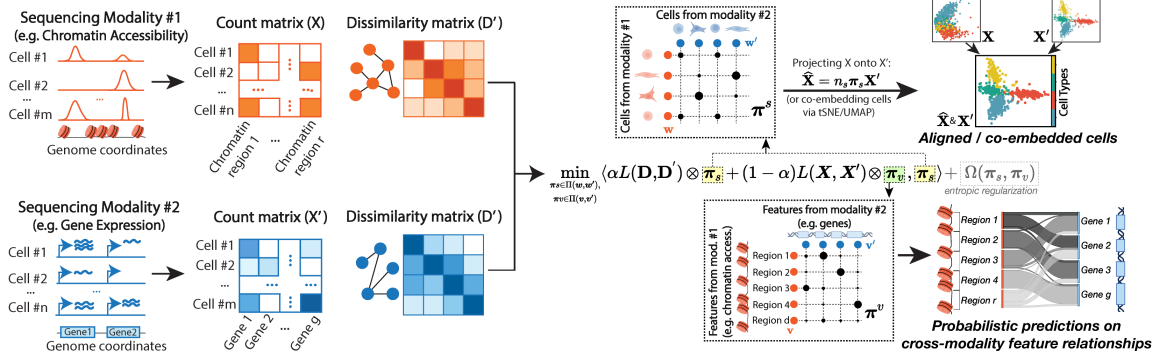 Sequencing Modality #1
(e.g. Chromatin Accessibility)
Cell #1
Cell #2
...
...
Cell #m
Genome coordinates
Count matrix (X)
Cell #1
Cell #2
...
Cell #n
...
...
...
...
Chromatin
region 1
...
Chromatin
region r
Dissimilarity matrix (D′)
Sequencing Modality #2
(e.g. Gene Expression)
Cell #1
Cell #2
...
Cell #n
Gene1
Gene2
Genome coordinates
Count matrix (X′)
Cell #1
Cell #2
...
Cell #m
...
...
...
...
Gene 1
Gene 2
...
Gene g
Dissimilarity matrix (D′)
Cells from modality #2
Cells from modality #1
w′
w
π^s
Projecting X onto X′:
X̂ = n_s π_s X′
(or co-embedding cells
via tSNE/UMAP)
X
X′
X̂ & X′
Cell Types
Aligned / co-embedded cells
min ⟨αL(D,D′) ⊗ π_s + (1 − α)L(X, X′) ⊗ π_v, π_s⟩ + Ω(π_s, π_v)
πs∈Π(w,w′),
πv∈Π(v,v′)
entropic regularization
Features from modality #2
(e.g. genes)
Features from mod. #1
(e.g. chromatin access.)
v′
Region 1
Region 2
Region 3
Region 4
Region d
v
π^v
Region 1
Region 2
Region 3
Region 4
Region r
Gene 1
Gene 2
Gene 3
Gene g
Probabilistic predictions on
cross-modality feature relationships